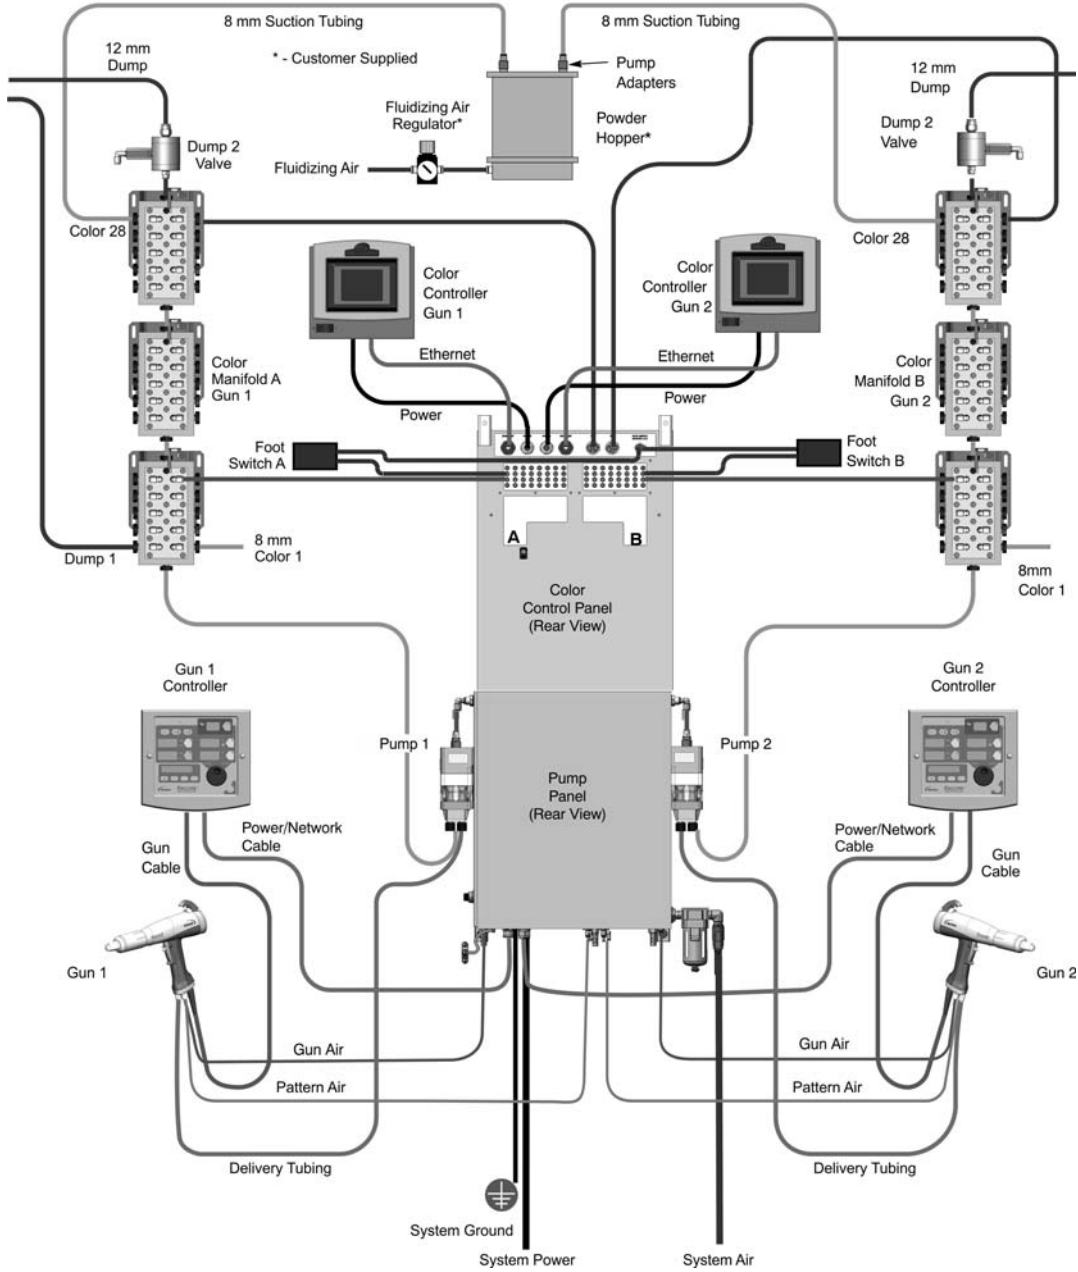 8 mm Suction Tubing
8 mm Suction Tubing
12 mm
Dump
* - Customer Supplied
Pump
Adapters
12 mm
Dump
Fluidizing Air
Regulator*
Powder
Hopper*
Dump 2
Valve
Dump 2
Valve
Fluidizing Air
Color 28
Color 28
Color
Controller
Gun 1
Color
Controller
Gun 2
Ethernet
Ethernet
Color
Manifold A
Gun 1
Color
Manifold B
Gun 2
Power
Power
Foot
Switch A
Foot
Switch B
A
B
8 mm
Color 1
Dump 1
8mm
Color 1
Color
Control Panel
(Rear View)
Gun 1
Controller
Gun 2
Controller
Pump 1
Pump 2
Pump
Panel
(Rear View)
Power/Network
Cable
Power/Network
Cable
Gun
Cable
Gun
Cable
Gun 1
Gun 2
Gun Air
Gun Air
Pattern Air
Pattern Air
Delivery Tubing
Delivery Tubing
System Ground
System Power
System Air